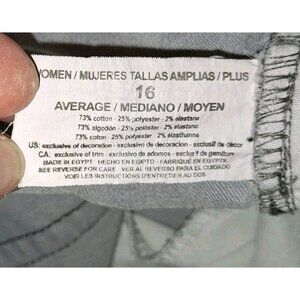 WOMEN / MUJERES TALLAS AMPLIAS / PLUS
16
AVERAGE / MEDIANO / MOYEN
73% cotton - 25% polyester - 2% elastane
73% algodón - 25% poliéster - 2% elastano
73% coton - 25% polyester - 2% élasthanne
US: exclusive of decoration - exclusivo de decoracion - exclusif de décor
CA: exclusive of trim - exclusivo de adornos - exclusif de garniture
MADE IN EGYPT HECHO EN EGIPTO FABRIQUÉ EN EGYPTE
SEE REVERSE FOR CARE VER AL REVERSO PARA EL CUIDADO
VOIR LES INSTRUCTIONS D'ENTRETIEN AU DOS